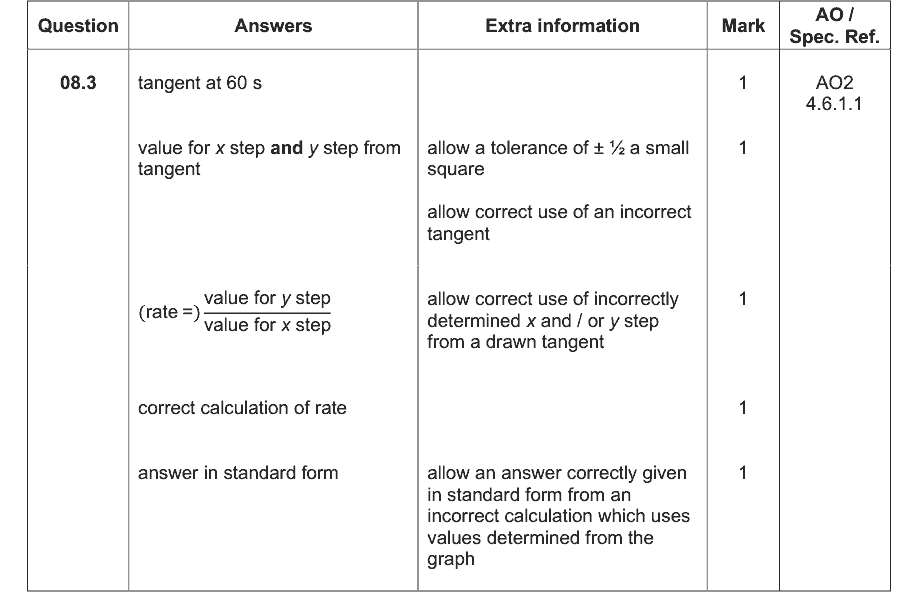 Question Answers Extra information Mark AO /
Spec. Ref.
08.3 tangent at 60 s 1 AO2
4.6.1.1
value for x step and y step from
tangent
allow a tolerance of ± ½ a small
square
1
allow correct use of an incorrect
tangent
(rate =) value for y step
value for x step
allow correct use of incorrectly
determined x and / or y step
from a drawn tangent
1
correct calculation of rate 1
answer in standard form
allow an answer correctly given
in standard form from an
incorrect calculation which uses
values determined from the
graph
1